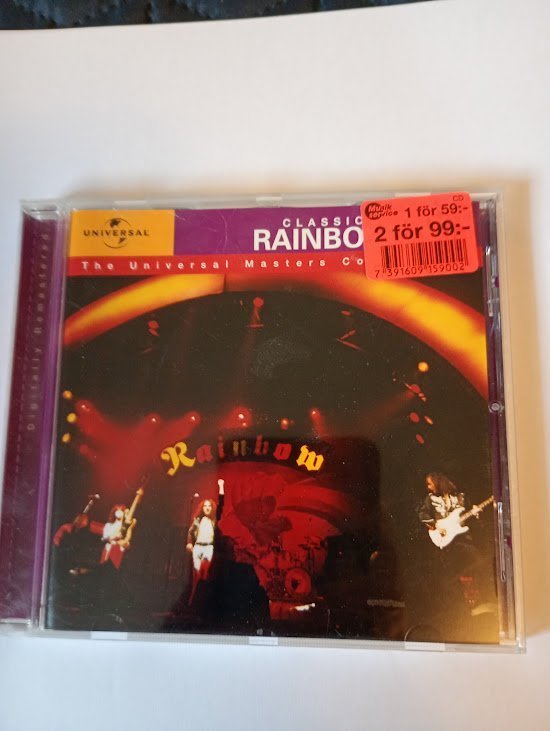 UNIVERSAL
CLASSIC
RAINBO
The Universal Masters Co
CD
Musik service 1 för 59:-
2 för 99:-
7 391609 159002
Digitally Remastered
Rainbow